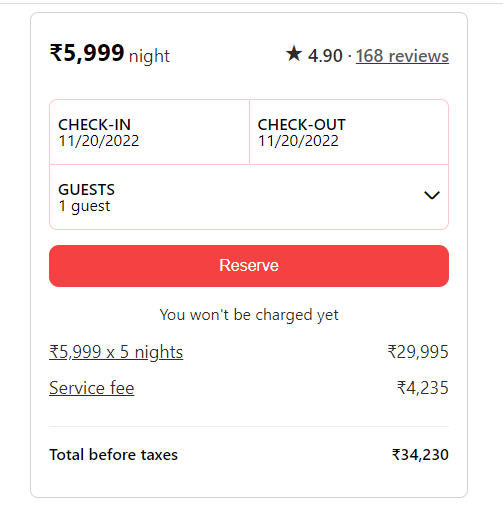 ₹5,999 night ★ 4.90 · 168 reviews
CHECK-IN CHECK-OUT
11/20/2022 11/20/2022
GUESTS
1 guest
Reserve
You won't be charged yet
₹5,999 x 5 nights ₹29,995
Service fee ₹4,235
Total before taxes ₹34,230